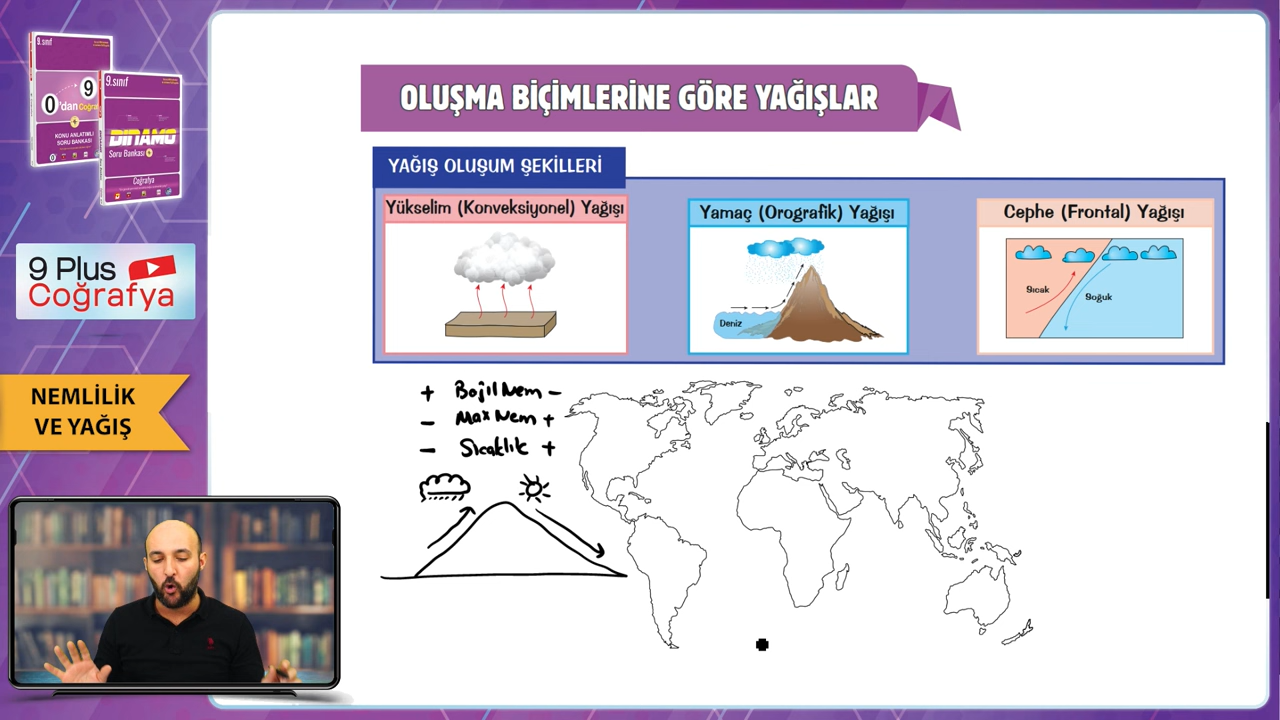 9.sınıf
0'dan
9
Coğrafya
KONU ANLATIMLI
SORU BANKASI
9.sınıf
DİNAMO
Soru Bankası
Coğrafya
9 Plus
Coğrafya
NEMLİLİK
VE YAĞIŞ
OLUŞMA BİÇİMLERİNE GÖRE YAĞIŞLAR
YAĞIŞ OLUŞUM ŞEKİLLERİ
Yükselim (Konveksiyonel) Yağışı
Yamaç (Orografik) Yağışı
Deniz
Cephe (Frontal) Yağışı
Sıcak
Soğuk
+ Bağıl Nem -
- Max Nem +
- Sıcaklık +